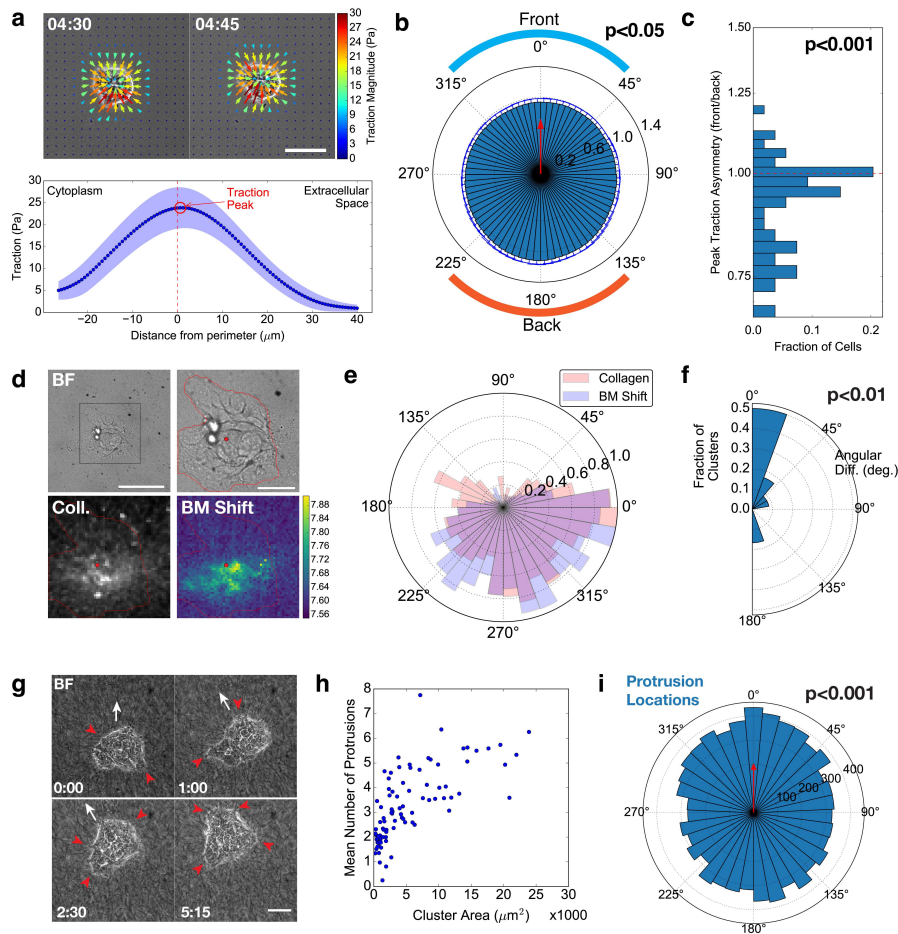 a
04:30
04:45
30
27
24
21
18
15
12
9
6
3
0
Traction Magnitude (Pa)
30
25
20
15
10
5
0
Traction (Pa)
Cytoplasm
Traction
Peak
Extracellular
Space
−20
−10
0
10
20
30
40
Distance from perimeter (μm)
b
Front
p<0.05
0°
315°
45°
1.4
1.0
0.6
0.2
270°
90°
225°
135°
180°
Back
c
p<0.001
1.50
1.25
1.00
0.75
Peak Traction Asymmetry (front/back)
0.0
0.1
0.2
Fraction of Cells
d
BF
Coll.
BM Shift
7.88
7.80
7.76
7.72
7.68
7.64
7.60
7.56
e
Collagen
BM Shift
90°
135°
45°
1.0
0.8
0.6
0.4
0.2
180°
0°
225°
315°
270°
f
p<0.01
0°
0.5
0.4
0.3
0.2
0.1
0.0
Fraction of
Clusters
45°
Angular
Diff. (deg.)
90°
135°
180°
g
BF
0:00
1:00
2:30
5:15
h
8
7
6
5
4
3
2
1
0
Mean Number of Protrusions
0
5
10
15
20
25
30
Cluster Area (μm²)
x1000
i
Protrusion
Locations
p<0.001
0°
315°
45°
400
300
200
100
270°
90°
225°
135°
180°